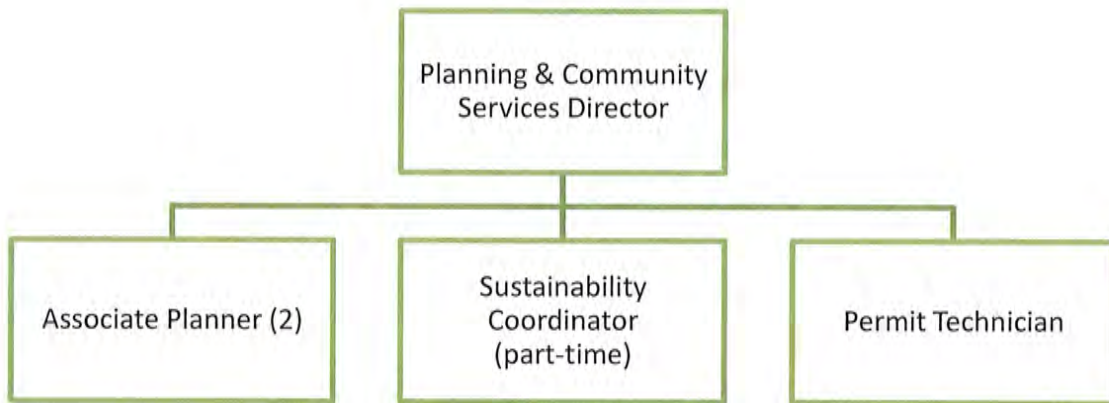 Planning & Community
Services Director
Associate Planner (2)
Sustainability
Coordinator
(part-time)
Permit Technician